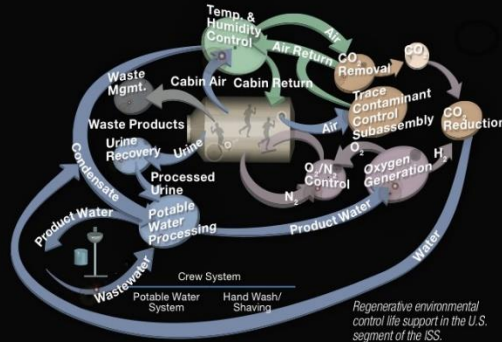 Temp. &
Humidity
Control
Air
Air Return
CO₂
Removal
CO₂
Waste
Mgmt.
Cabin Air
Cabin Return
Trace
Contaminant
Control
Subassembly
CO₂
Reduction
Waste Products
Air
Urine
Recovery
Urine
O₂
H₂
O₂/N₂
Control
Oxygen
Generation
Condensate
Processed
Urine
N₂
Product Water
Potable
Water
Processing
Product Water
Water
Wastewater
Crew System
Potable Water
System
Hand Wash/
Shaving
Regenerative environmental
control life support in the U.S.
segment of the ISS.